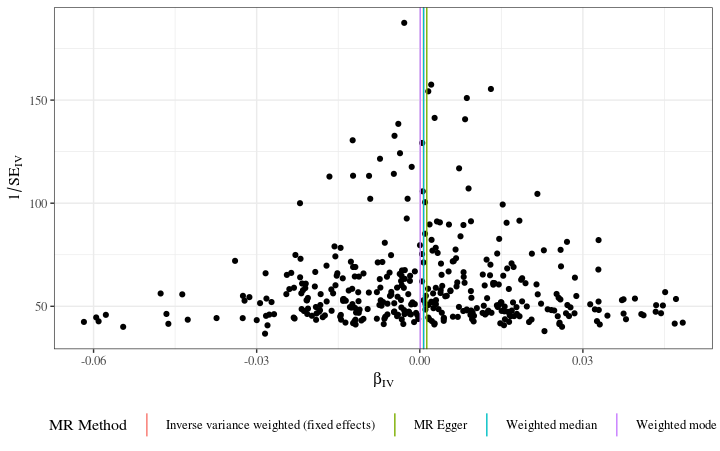 150
100
50
1/SE_IV
-0.06 -0.03 0.00 0.03
β_IV
MR Method Inverse variance weighted (fixed effects) MR Egger Weighted median Weighted mode